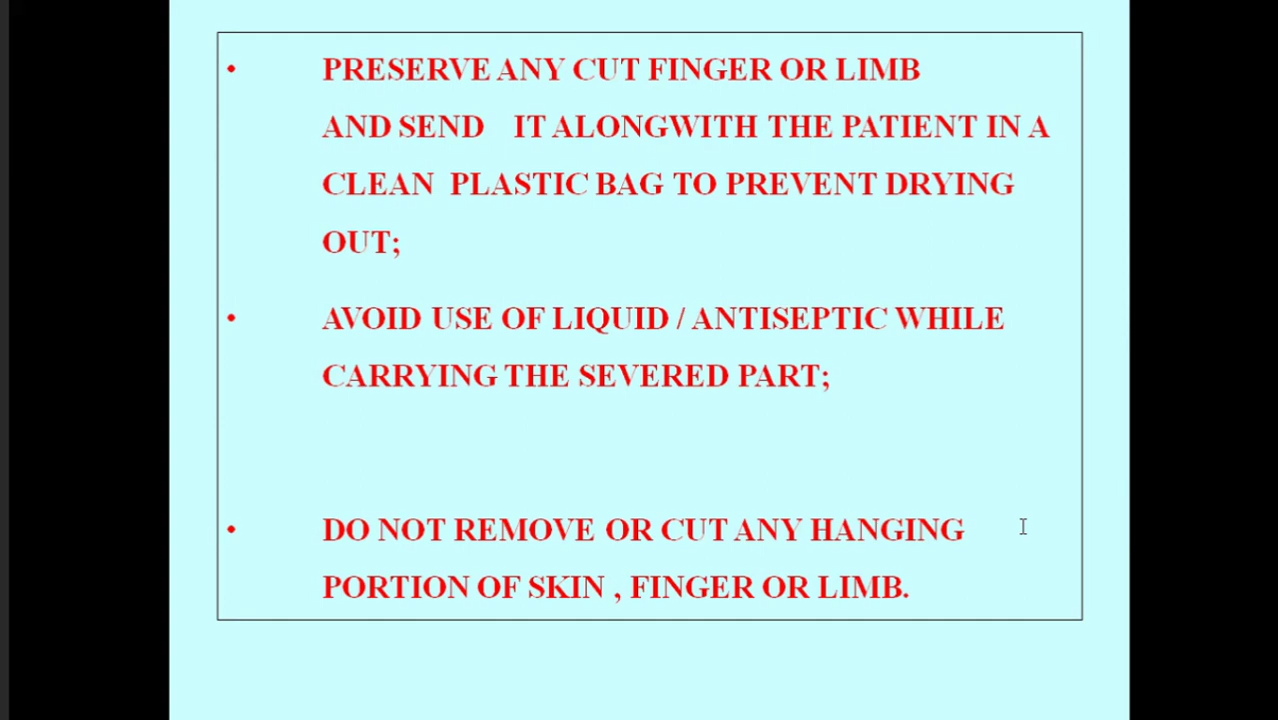 • PRESERVE ANY CUT FINGER OR LIMB
AND SEND IT ALONGWITH THE PATIENT IN A
CLEAN PLASTIC BAG TO PREVENT DRYING
OUT;
• AVOID USE OF LIQUID / ANTISEPTIC WHILE
CARRYING THE SEVERED PART;
• DO NOT REMOVE OR CUT ANY HANGING
PORTION OF SKIN , FINGER OR LIMB.